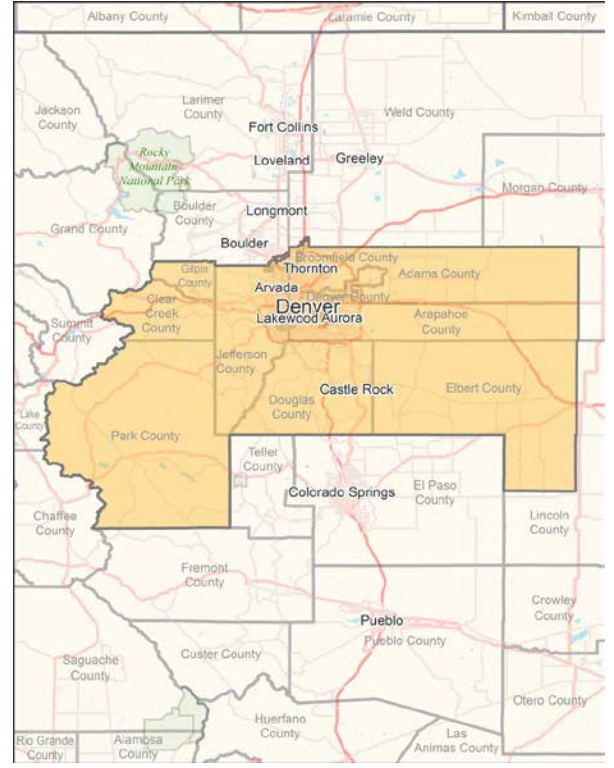 Albany County
Laramie County
Kimball County
Jackson
County
Larimer
County
Weld County
Fort Collins
Rocky
Mountain
National Park
Loveland
Greeley
Morgan County
Boulder
County
Longmont
Grand County
Boulder
Broomfield County
Gilpin
County
Thornton
Adams County
Arvada
Clear
Creek
County
Denver County
Denver
Arapahoe
County
Lakewood
Aurora
Summit
County
Jefferson
County
Castle Rock
Elbert County
Douglas
County
Lake
County
Park County
Teller
County
El Paso
County
Colorado Springs
Chaffee
County
Lincoln
County
Fremont
County
Crowley
County
Pueblo
Pueblo County
Custer County
Saguache
County
Otero County
Huerfano
County
Las
Animas County
Rio Grande
County
Alamosa
County